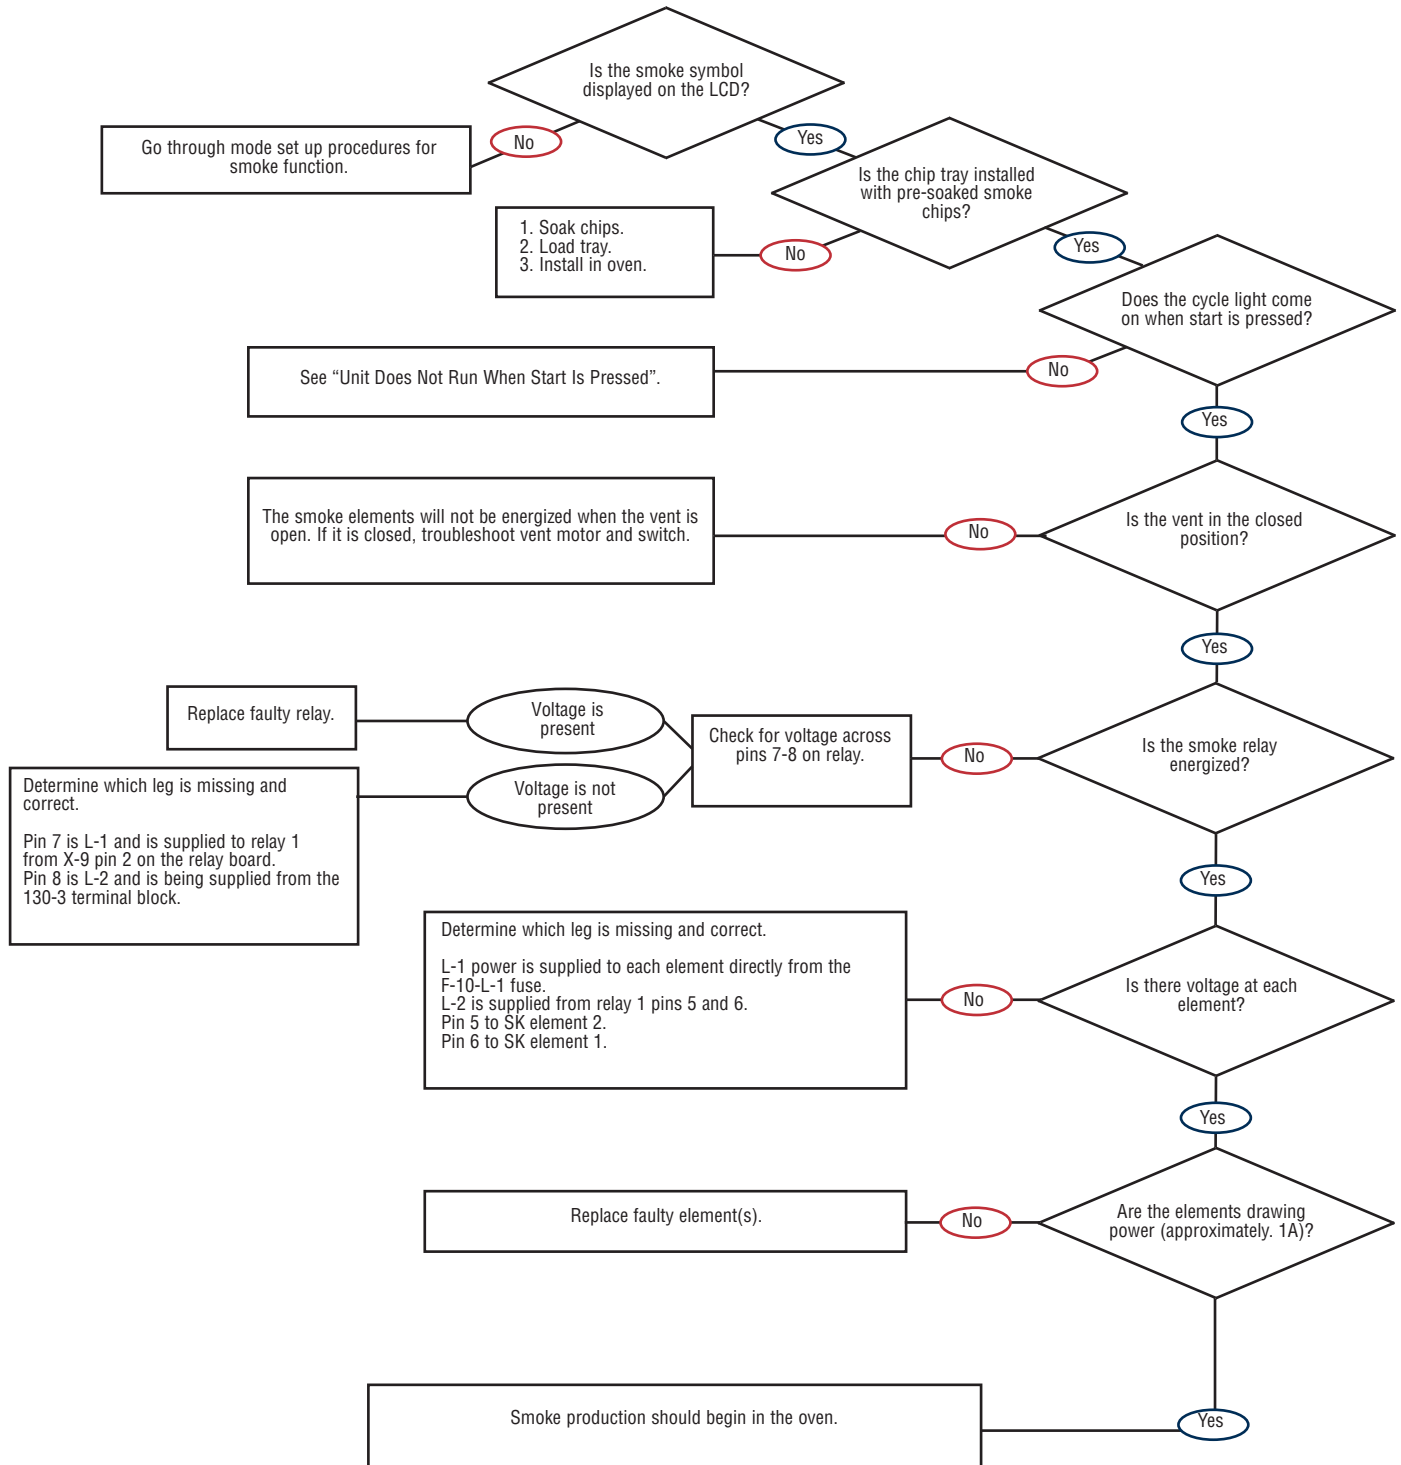 Is the smoke symbol
displayed on the LCD?
No
Yes
Go through mode set up procedures for
smoke function.
Is the chip tray installed
with pre-soaked smoke
chips?
1. Soak chips.
2. Load tray.
3. Install in oven.
No
Yes
Does the cycle light come
on when start is pressed?
See “Unit Does Not Run When Start Is Pressed”.
No
Yes
The smoke elements will not be energized when the vent is
open. If it is closed, troubleshoot vent motor and switch.
No
Is the vent in the closed
position?
Yes
Replace faulty relay.
Voltage is
present
Check for voltage across
pins 7-8 on relay.
No
Is the smoke relay
energized?
Voltage is not
present
Determine which leg is missing and
correct.
Pin 7 is L-1 and is supplied to relay 1
from X-9 pin 2 on the relay board.
Pin 8 is L-2 and is being supplied from the
130-3 terminal block.
Yes
Determine which leg is missing and correct.
L-1 power is supplied to each element directly from the
F-10-L-1 fuse.
L-2 is supplied from relay 1 pins 5 and 6.
Pin 5 to SK element 2.
Pin 6 to SK element 1.
No
Is there voltage at each
element?
Yes
Replace faulty element(s).
No
Are the elements drawing
power (approximately. 1A)?
Smoke production should begin in the oven.
Yes